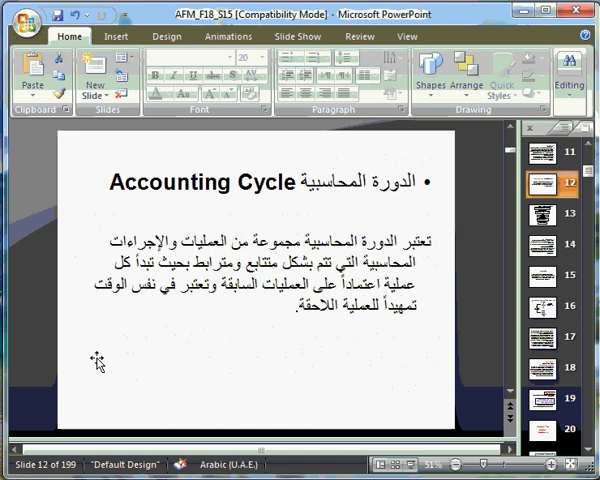 AFM_F18_S15 [Compatibility Mode] - Microsoft PowerPoint
Home Insert Design Animations Slide Show Review View
Paste
New Slide
20
B I U abc S AV
Aa A A A
Shapes Arrange Quick Styles
Editing
Clipboard Slides Font Paragraph Drawing
• الدورة المحاسبية Accounting Cycle
تعتبر الدورة المحاسبية مجموعة من العمليات والإجراءات
المحاسبية التي تتم بشكل متتابع ومترابط بحيث تبدأ كل
عملية اعتماداً على العمليات السابقة وتعتبر في نفس الوقت
تمهيداً للعملية اللاحقة.
11
12
13
14
15
16
17
18
19
20
Slide 12 of 199 "Default Design" Arabic (U.A.E.) 51%